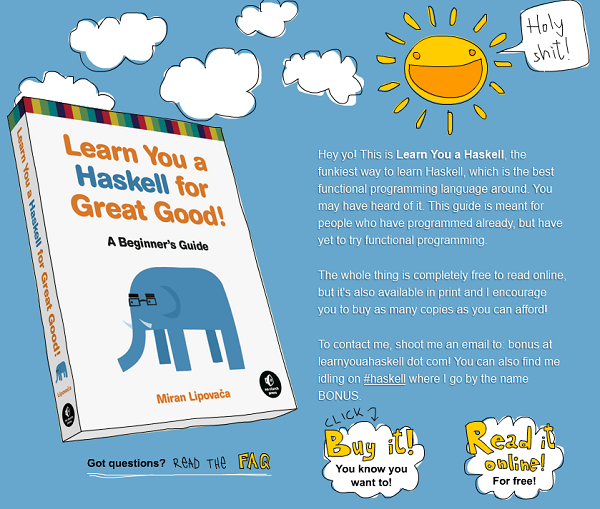 Holy
shit!
Learn You a
Haskell for
Great Good!
A Beginner's Guide
Miran Lipovača
no starch
press
Learn You a Haskell for Great Good!
Lipovača
Hey yo! This is Learn You a Haskell, the
funkiest way to learn Haskell, which is the best
functional programming language around. You
may have heard of it. This guide is meant for
people who have programmed already, but have
yet to try functional programming.
The whole thing is completely free to read online,
but it's also available in print and I encourage
you to buy as many copies as you can afford!
To contact me, shoot me an email to: bonus at
learnyouahaskell dot com! You can also find me
idling on #haskell where I go by the name
BONUS.
Got questions? READ THE FAQ
CLICK
Buy it!
You know you
want to!
Read it
online!
For free!